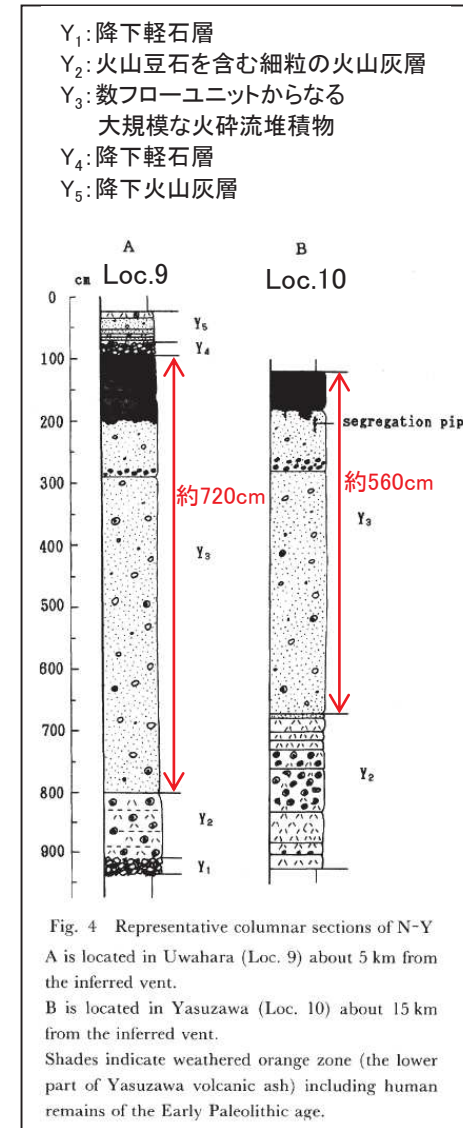 Y1:降下軽石層
Y2:火山豆石を含む細粒の火山灰層
Y3:数フローユニットからなる
大規模な火砕流堆積物
Y4:降下軽石層
Y5:降下火山灰層
A
B
cm
Loc.9
Loc.10
0
Y5
Y4
100
200
segregation pip
300
約720cm
約560cm
Y3
Y3
400
500
600
700
Y2
800
Y2
900
Y1
Fig. 4 Representative columnar sections of N-Y
A is located in Uwahara (Loc. 9) about 5 km from
the inferred vent.
B is located in Yasuzawa (Loc. 10) about 15 km
from the inferred vent.
Shades indicate weathered orange zone (the lower
part of Yasuzawa volcanic ash) including human
remains of the Early Paleolithic age.